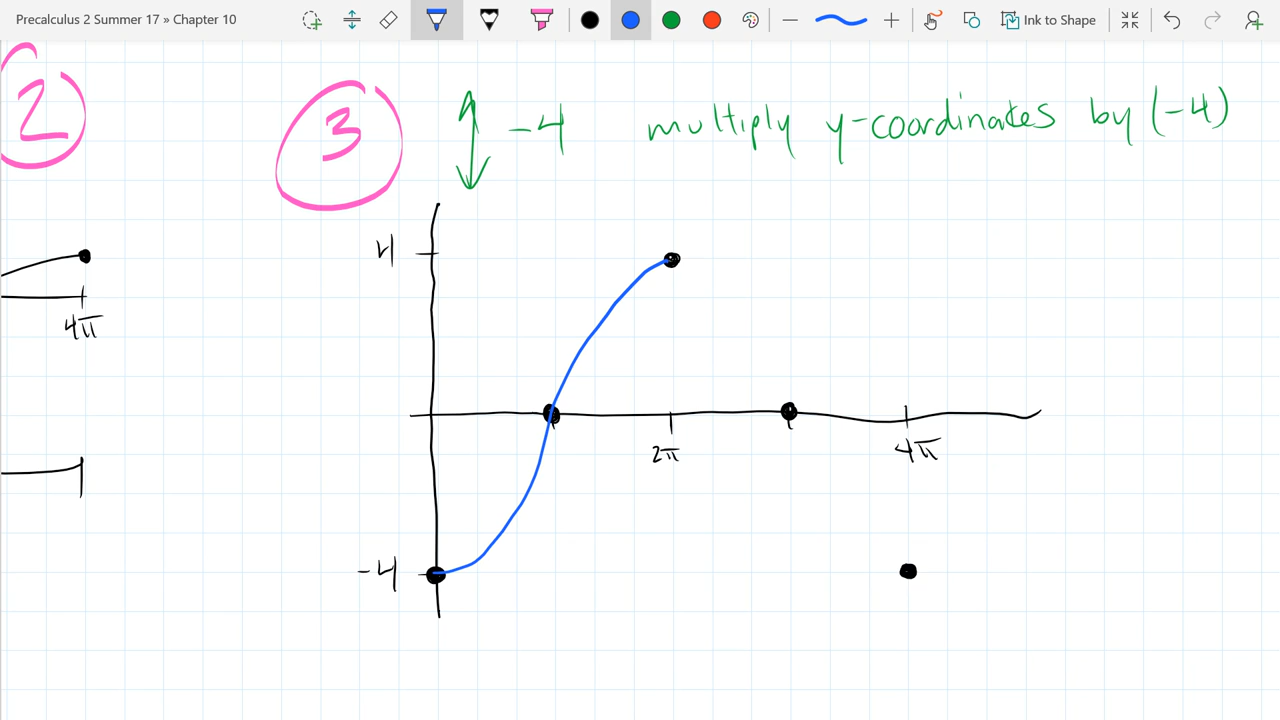 Precalculus 2 Summer 17 » Chapter 10
Ink to Shape
2
3
-4 multiply y-coordinates by (-4)
4
4π
2π
4π
-4